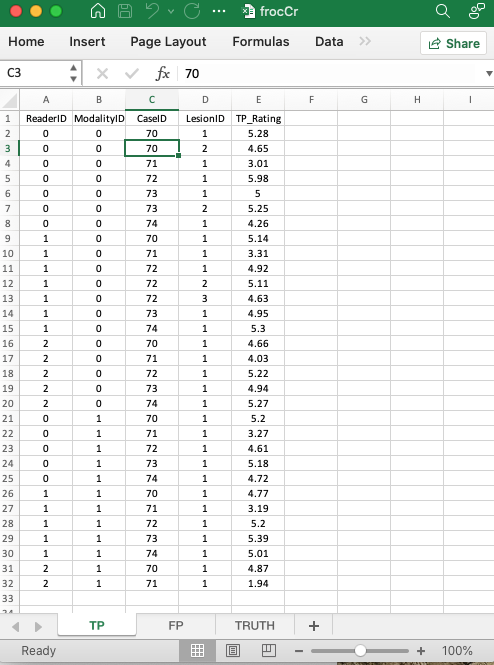 frocCr
Home Insert Page Layout Formulas Data Share
C3 fx 70
A B C D E F G H I
1 ReaderID ModalityID CaseID LesionID TP_Rating
2 0 0 70 1 5.28
3 0 0 70 2 4.65
4 0 0 71 1 3.01
5 0 0 72 1 5.98
6 0 0 73 1 5
7 0 0 73 2 5.25
8 0 0 74 1 4.26
9 1 0 70 1 5.14
10 1 0 71 1 3.31
11 1 0 72 1 4.92
12 1 0 72 2 5.11
13 1 0 72 3 4.63
14 1 0 73 1 4.95
15 1 0 74 1 5.3
16 2 0 70 1 4.66
17 2 0 71 1 4.03
18 2 0 72 1 5.22
19 2 0 73 1 4.94
20 2 0 74 1 5.27
21 0 1 70 1 5.2
22 0 1 71 1 3.27
23 0 1 72 1 4.61
24 0 1 73 1 5.18
25 0 1 74 1 4.72
26 1 1 70 1 4.77
27 1 1 71 1 3.19
28 1 1 72 1 5.2
29 1 1 73 1 5.39
30 1 1 74 1 5.01
31 2 1 70 1 4.87
32 2 1 71 1 1.94
33
TP FP TRUTH +
Ready - + 100%